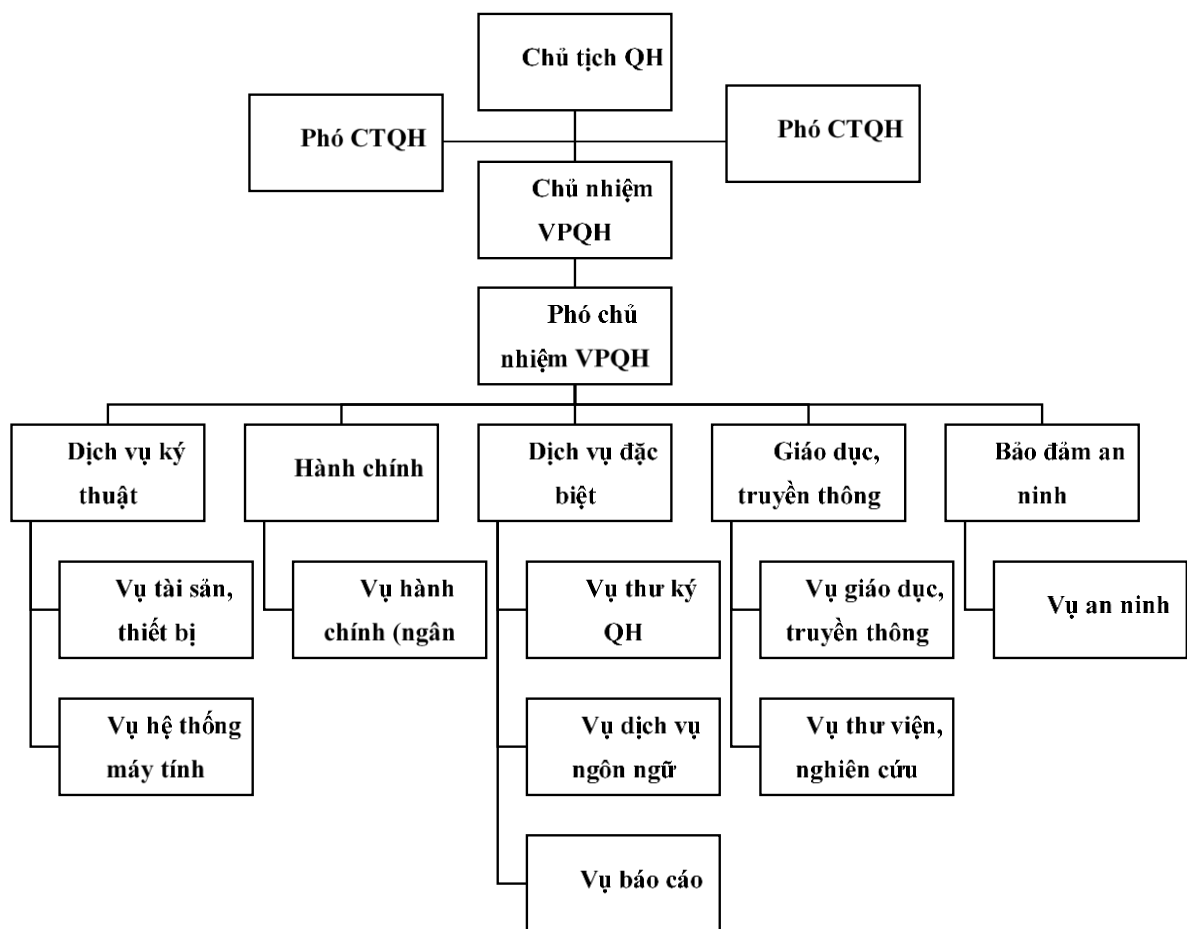 Chủ tịch QH
Phó CTQH
Phó CTQH
Chủ nhiệm
VPQH
Phó chủ
nhiệm VPQH
Dịch vụ ký
thuật
Hành chính
Dịch vụ đặc
biệt
Giáo dục,
truyền thông
Bảo đảm an
ninh
Vụ tài sản,
thiết bị
Vụ hành
chính (ngân
Vụ thư ký
QH
Vụ giáo dục,
truyền thông
Vụ an ninh
Vụ hệ thống
máy tính
Vụ dịch vụ
ngôn ngữ
Vụ thư viện,
nghiên cứu
Vụ báo cáo